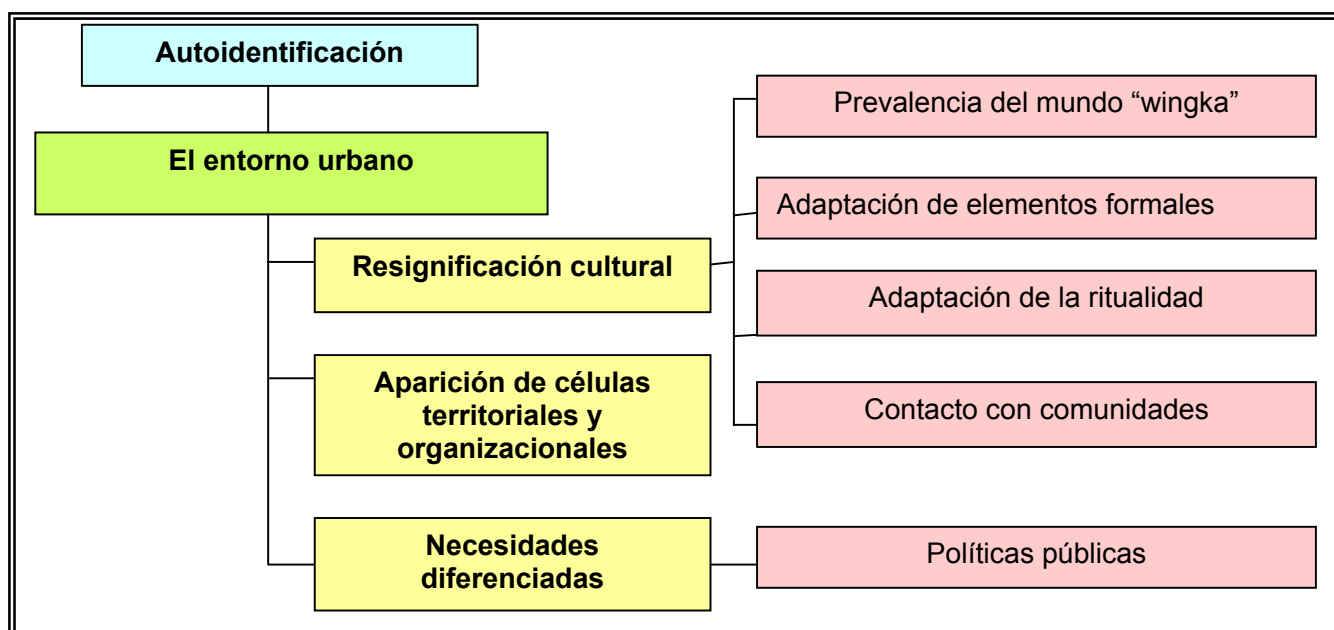 Autoidentificación
El entorno urbano
Resignificación cultural
Prevalencia del mundo “wingka”
Adaptación de elementos formales
Adaptación de la ritualidad
Contacto con comunidades
Aparición de células
territoriales y
organizacionales
Necesidades
diferenciadas
Políticas públicas